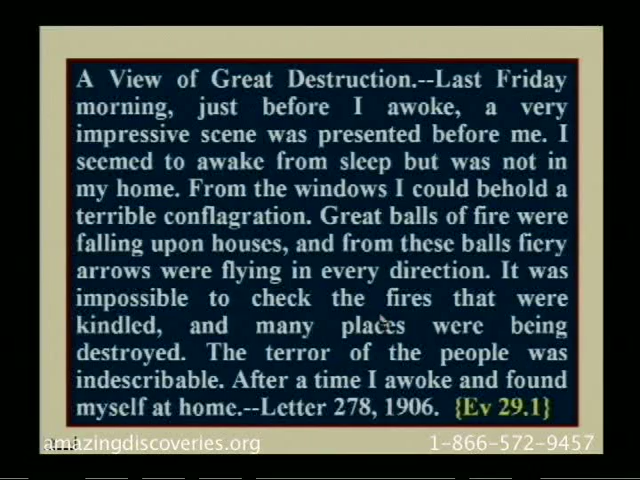 A View of Great Destruction.--Last Friday
morning, just before I awoke, a very
impressive scene was presented before me. I
seemed to awake from sleep but was not in
my home. From the windows I could behold a
terrible conflagration. Great balls of fire were
falling upon houses, and from these balls fiery
arrows were flying in every direction. It was
impossible to check the fires that were
kindled, and many places were being
destroyed. The terror of the people was
indescribable. After a time I awoke and found
myself at home.--Letter 278, 1906. {Ev 29.1}
amazingdiscoveries.org 1-866-572-9457